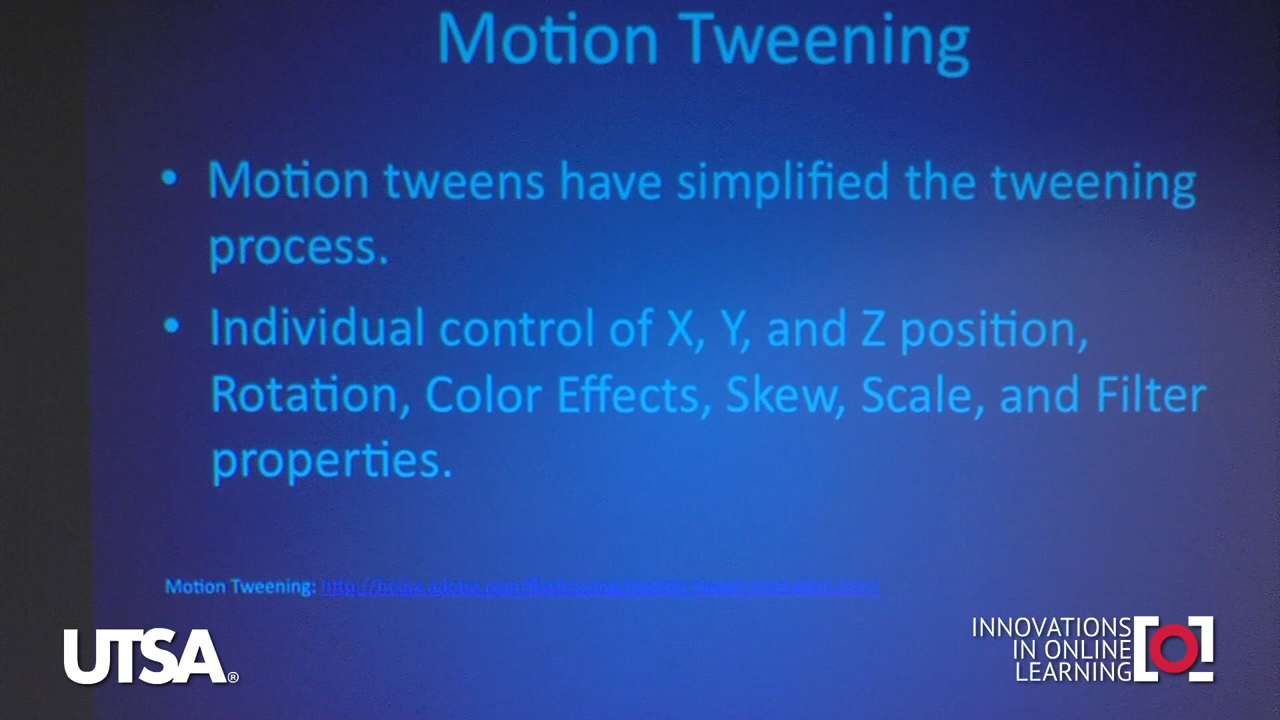 Motion Tweening
• Motion tweens have simplified the tweening
process.
• Individual control of X, Y, and Z position,
Rotation, Color Effects, Skew, Scale, and Filter
properties.
Motion Tweening:
UTSA®
INNOVATIONS
IN ONLINE
LEARNING